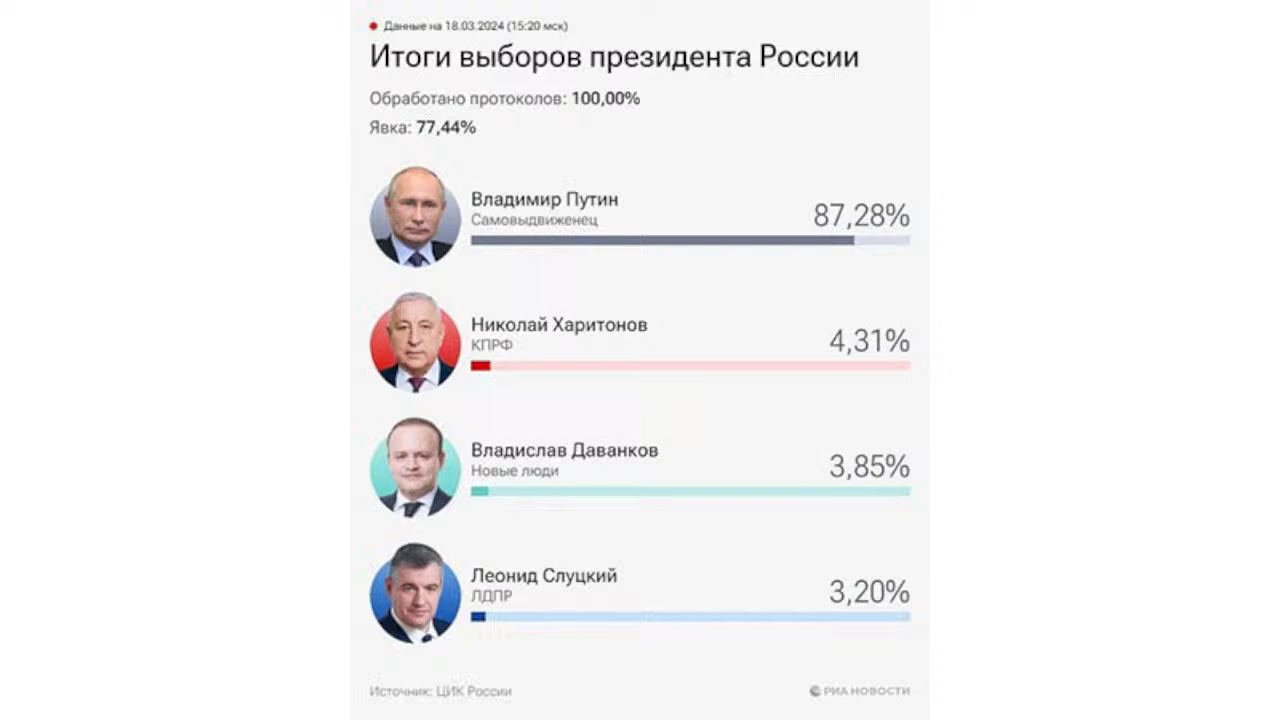 Данные на 18.03.2024 (15:20 мск)
Итоги выборов президента России
Обработано протоколов: 100,00%
Явка: 77,44%
Владимир Путин
Самовыдвиженец
87,28%
Николай Харитонов
КПРФ
4,31%
Владислав Даванков
Новые люди
3,85%
Леонид Слуцкий
ЛДПР
3,20%
Источник: ЦИК России
РИА НОВОСТИ